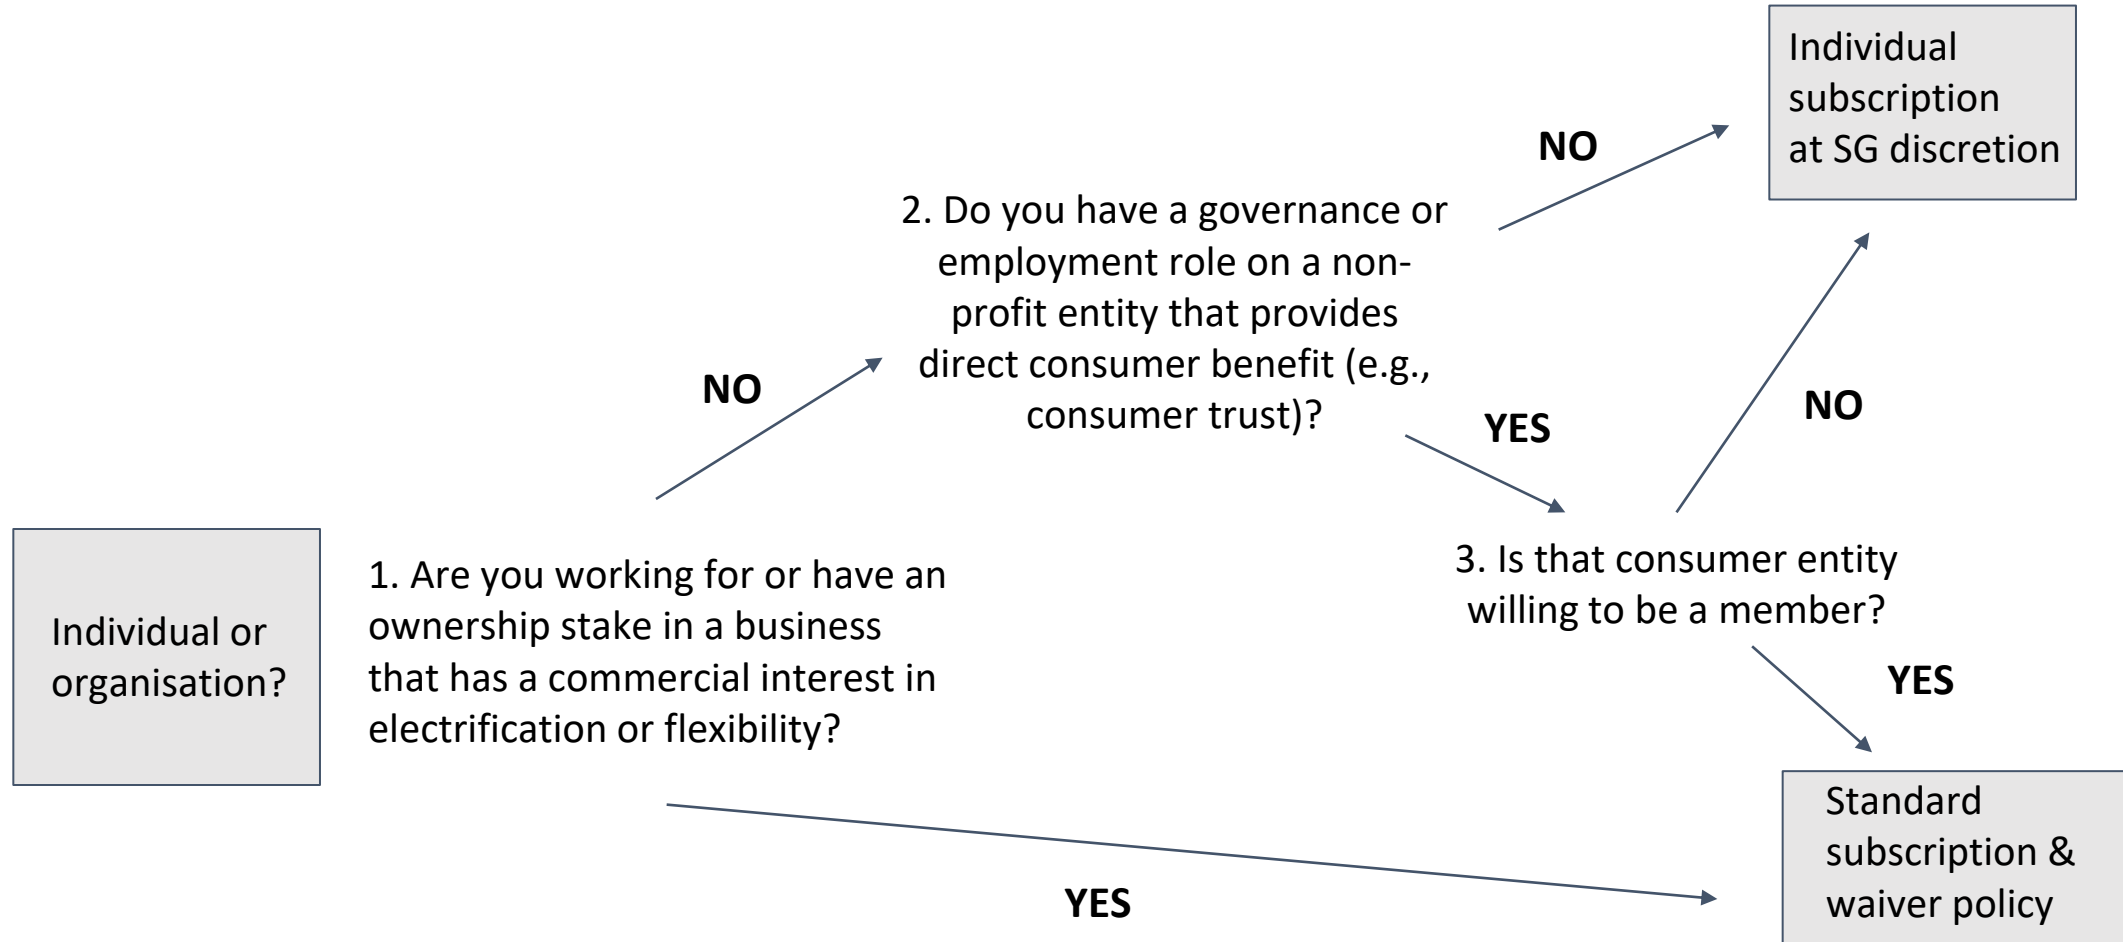 Individual or
organisation?
1. Are you working for or have an
ownership stake in a business
that has a commercial interest in
electrification or flexibility?
NO
YES
2. Do you have a governance or
employment role on a non-
profit entity that provides
direct consumer benefit (e.g.,
consumer trust)?
NO
YES
3. Is that consumer entity
willing to be a member?
NO
YES
Individual
subscription
at SG discretion
Standard
subscription &
waiver policy